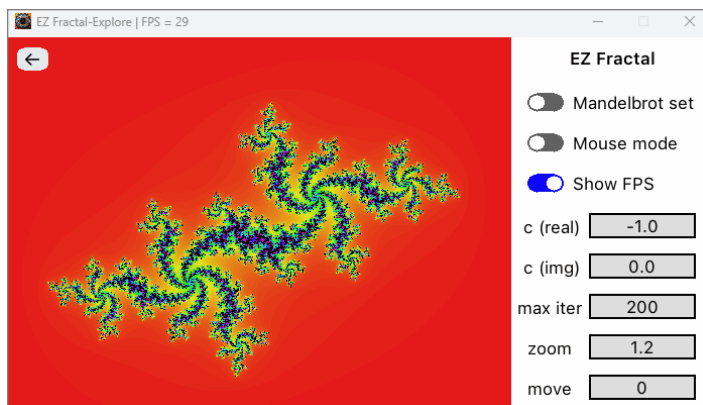 EZ Fractal-Explore | FPS = 29
EZ Fractal
Mandelbrot set
Mouse mode
Show FPS
c (real) -1.0
c (img) 0.0
max iter 200
zoom 1.2
move 0